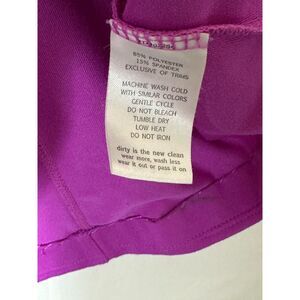 85% POLYESTER
15% SPANDEX
EXCLUSIVE OF TRIMS
MACHINE WASH COLD
WITH SIMILAR COLORS
GENTLE CYCLE
DO NOT BLEACH
TUMBLE DRY
LOW HEAT
DO NOT IRON
dirty is the new clean
wear more, wash less
wear it out or pass it on